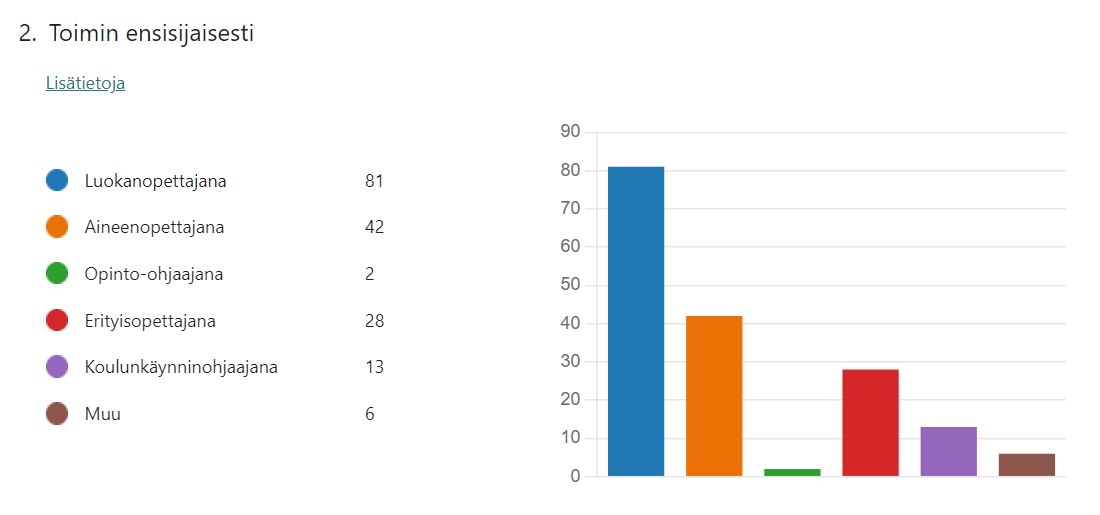 2. Toimin ensisijaisesti
Lisätietoja
Luokanopettajana 81
Aineenopettajana 42
Opinto-ohjaajana 2
Erityisopettajana 28
Koulunkäynninohjaajana 13
Muu 6
90
80
70
60
50
40
30
20
10
0